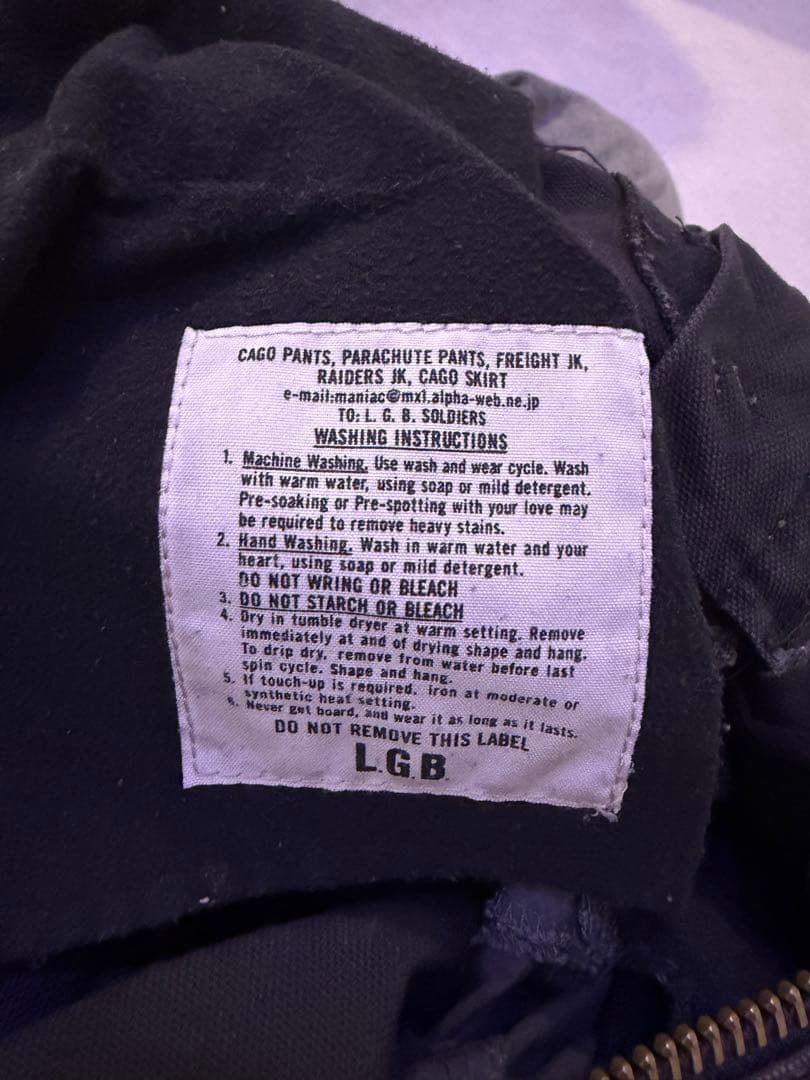 CAGO PANTS, PARACHUTE PANTS, FREIGHT JK,
RAIDERS JK, CAGO SKIRT
e-mail:maniac@mx1.alpha-web.ne.jp
TO: L. G. B. SOLDIERS
WASHING INSTRUCTIONS
1. Machine Washing. Use wash and wear cycle. Wash
with warm water, using soap or mild detergent.
Pre-soaking or Pre-spotting with your love may
be required to remove heavy stains.
2. Hand Washing. Wash in warm water and your
heart, using soap or mild detergent.
DO NOT WRING OR BLEACH
3. DO NOT STARCH OR BLEACH
4. Dry in tumble dryer at warm setting. Remove
immediately at and of drying shape and hang.
To drip dry, remove from water before last
spin cycle. Shape and hang.
5. If touch-up is required, iron at moderate or
synthetic heat setting.
6. Never get board, and wear it as long as it lasts.
DO NOT REMOVE THIS LABEL
L.G.B.